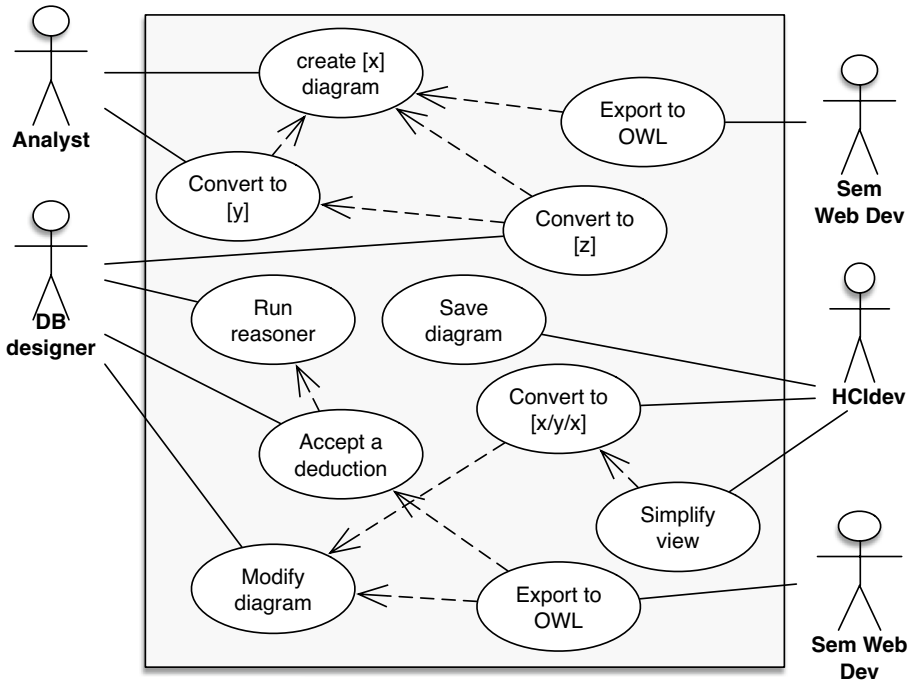 create [x]
diagram
Export to
OWL
Analyst
Sem
Web Dev
Convert to
[y]
Convert to
[z]
DB
designer
Run
reasoner
Save
diagram
HCIdev
Convert to
[x/y/x]
Accept a
deduction
Simplify
view
Modify
diagram
Export to
OWL
Sem Web
Dev